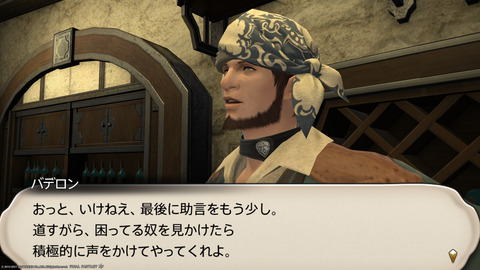 バデロン
おっと、いけねえ、最後に助言をもう少し。
道すがら、困ってる奴を見かけたら
積極的に声をかけてやってくれよ。